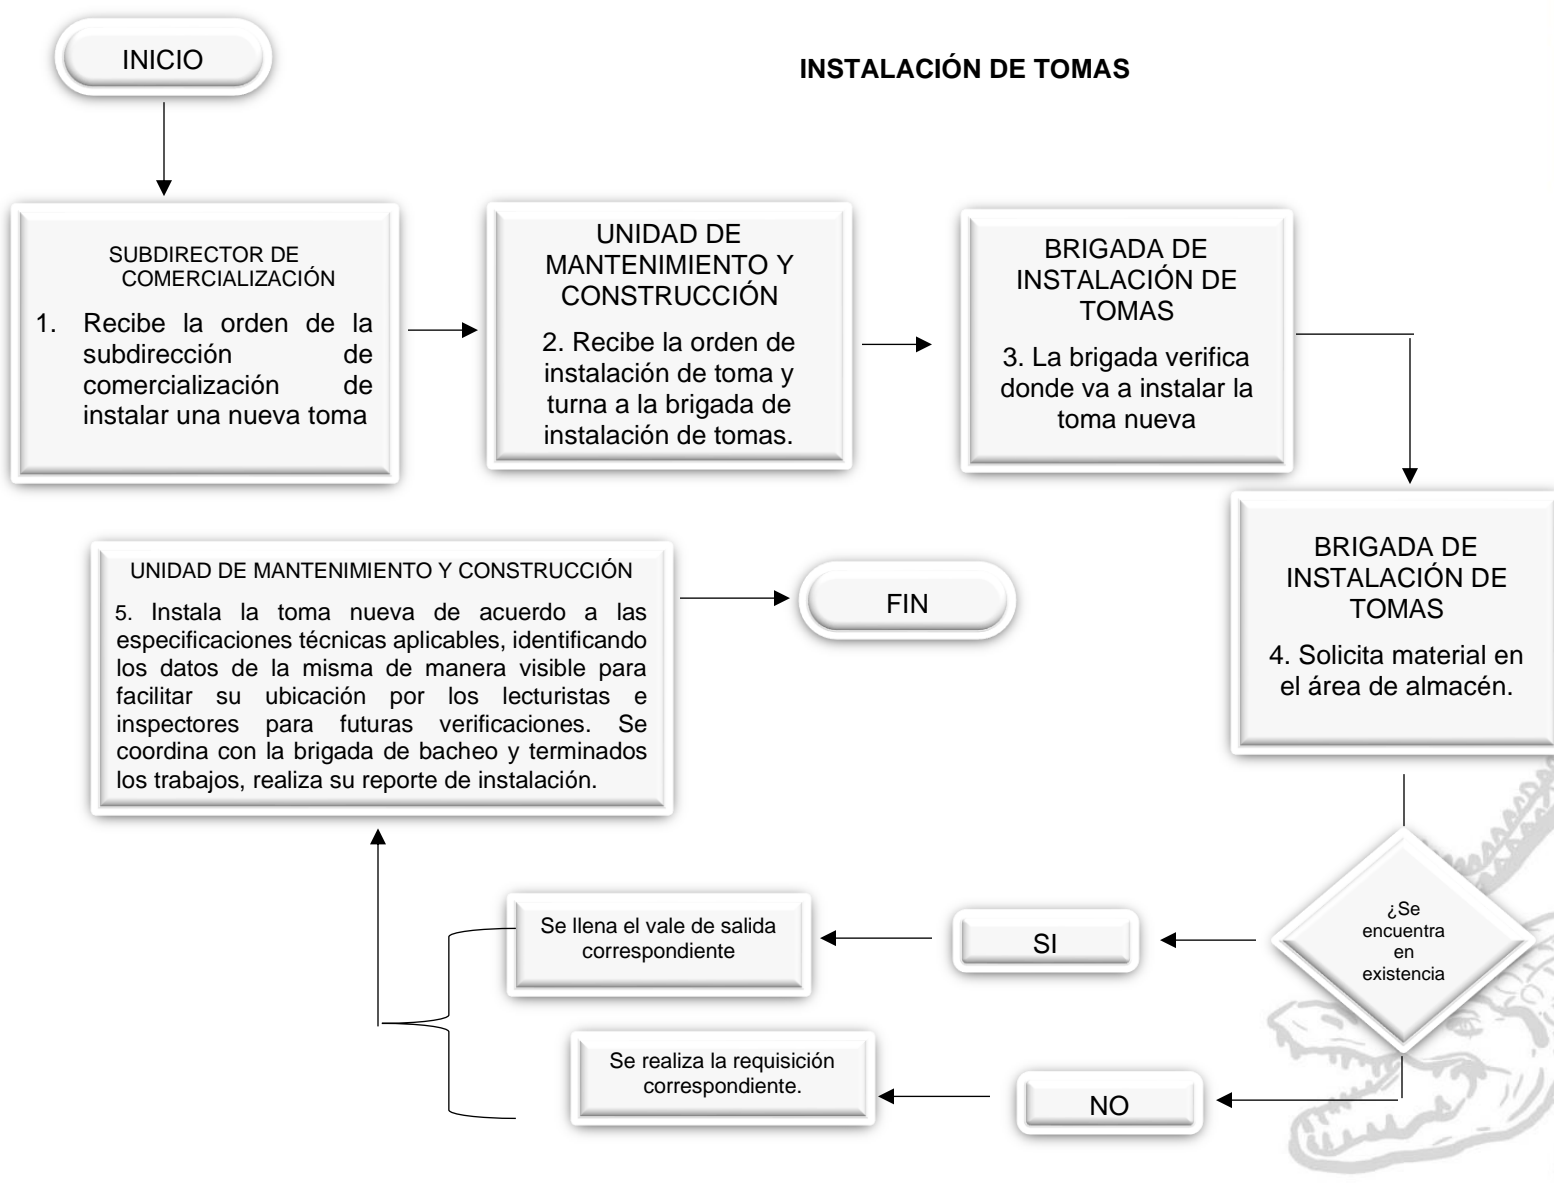 INICIO
INSTALACIÓN DE TOMAS
SUBDIRECTOR DE
COMERCIALIZACIÓN
1. Recibe la orden de la
subdirección de
comercialización de
instalar una nueva toma
UNIDAD DE
MANTENIMIENTO Y
CONSTRUCCIÓN
2. Recibe la orden de
instalación de toma y
turna a la brigada de
instalación de tomas.
BRIGADA DE
INSTALACIÓN DE
TOMAS
3. La brigada verifica
donde va a instalar la
toma nueva
BRIGADA DE
INSTALACIÓN DE
TOMAS
4. Solicita material en
el área de almacén.
¿Se
encuentra
en
existencia
SI
Se llena el vale de salida
correspondiente
NO
Se realiza la requisición
correspondiente.
UNIDAD DE MANTENIMIENTO Y CONSTRUCCIÓN
5. Instala la toma nueva de acuerdo a las
especificaciones técnicas aplicables, identificando
los datos de la misma de manera visible para
facilitar su ubicación por los lecturistas e
inspectores para futuras verificaciones. Se
coordina con la brigada de bacheo y terminados
los trabajos, realiza su reporte de instalación.
FIN